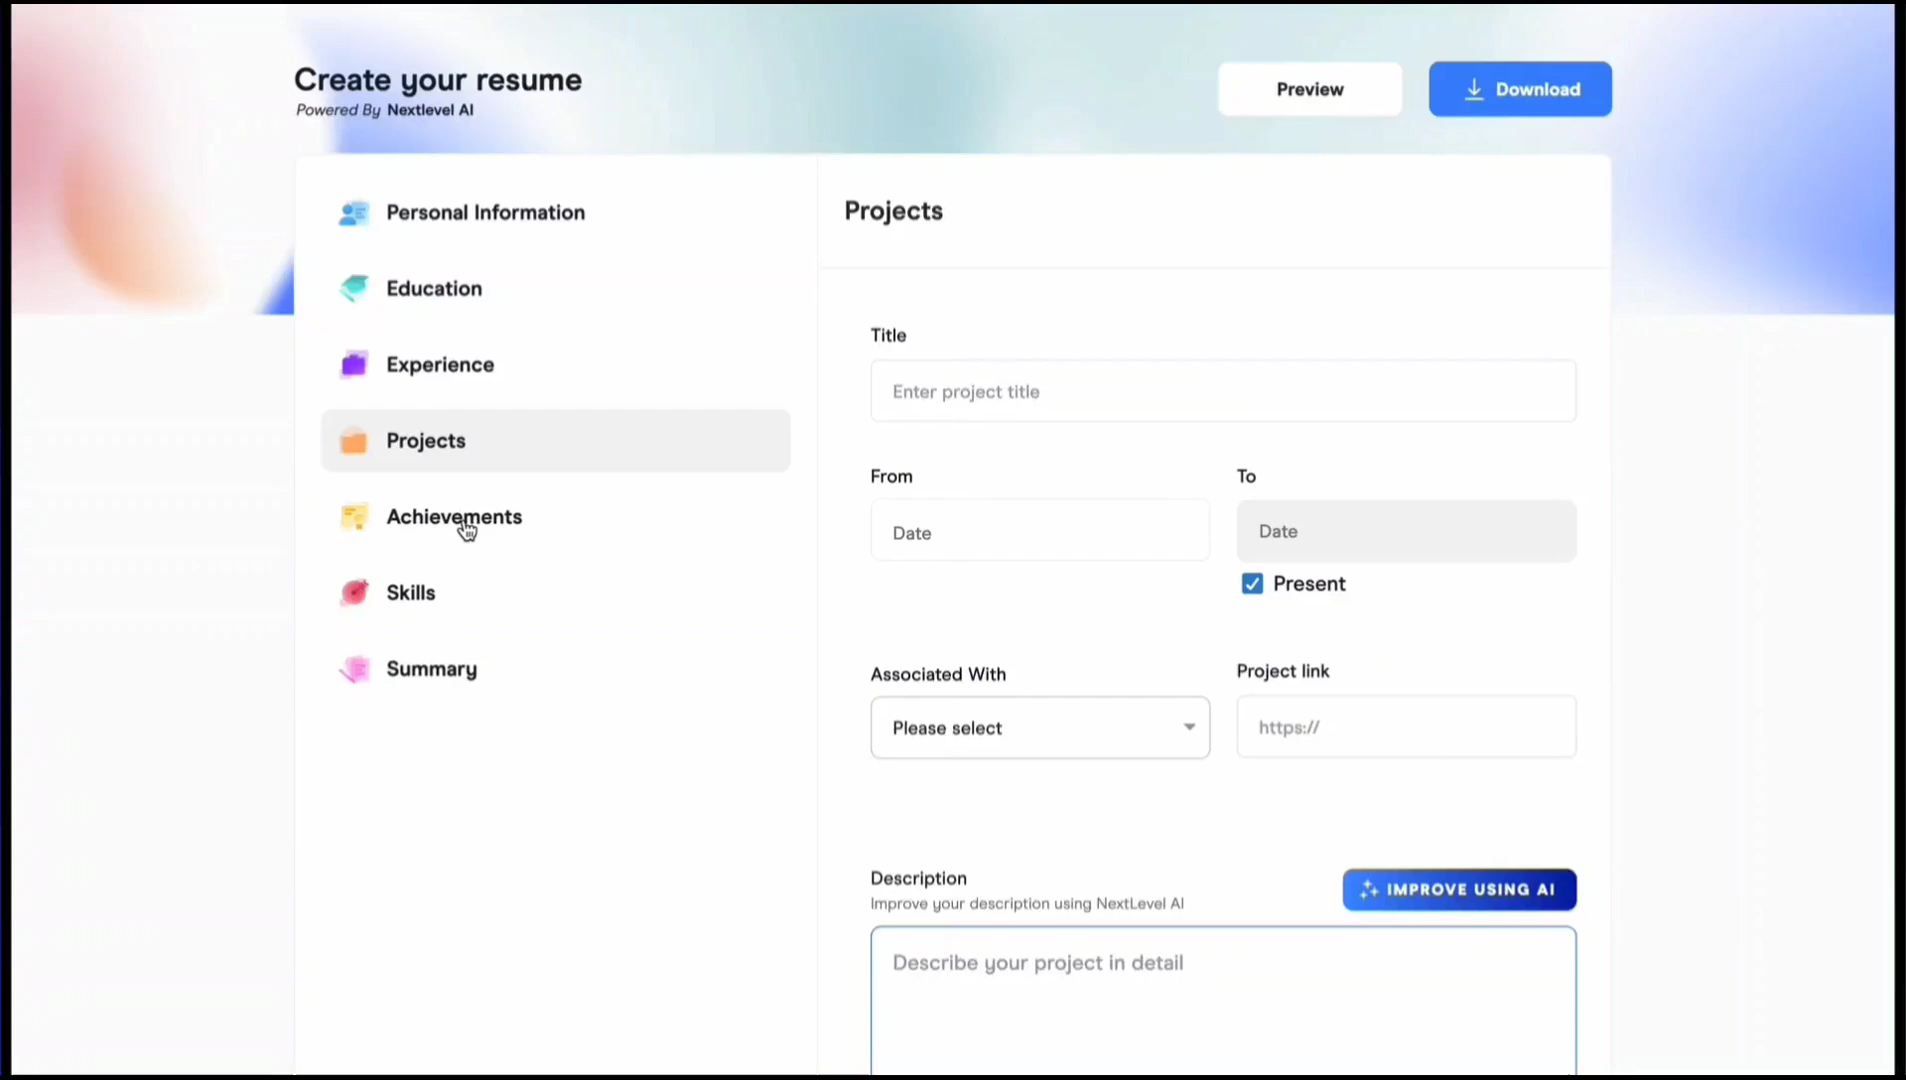 Create your resume
Powered By Nextlevel AI
Preview
Download
Personal Information
Education
Experience
Projects
Achievements
Skills
Summary
Projects
Title
Enter project title
From
To
Date
Date
Present
Associated With
Project link
Please select
https://
Description
Improve your description using NextLevel AI
IMPROVE USING AI
Describe your project in detail